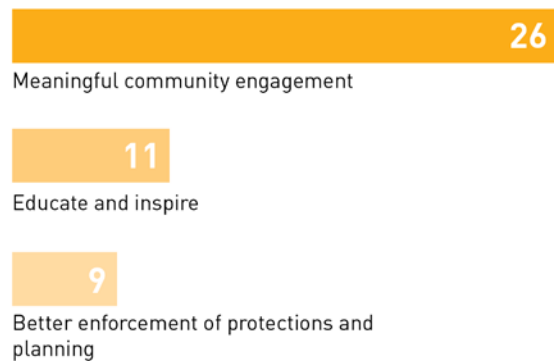 26
Meaningful community engagement
11
Educate and inspire
9
Better enforcement of protections and
planning